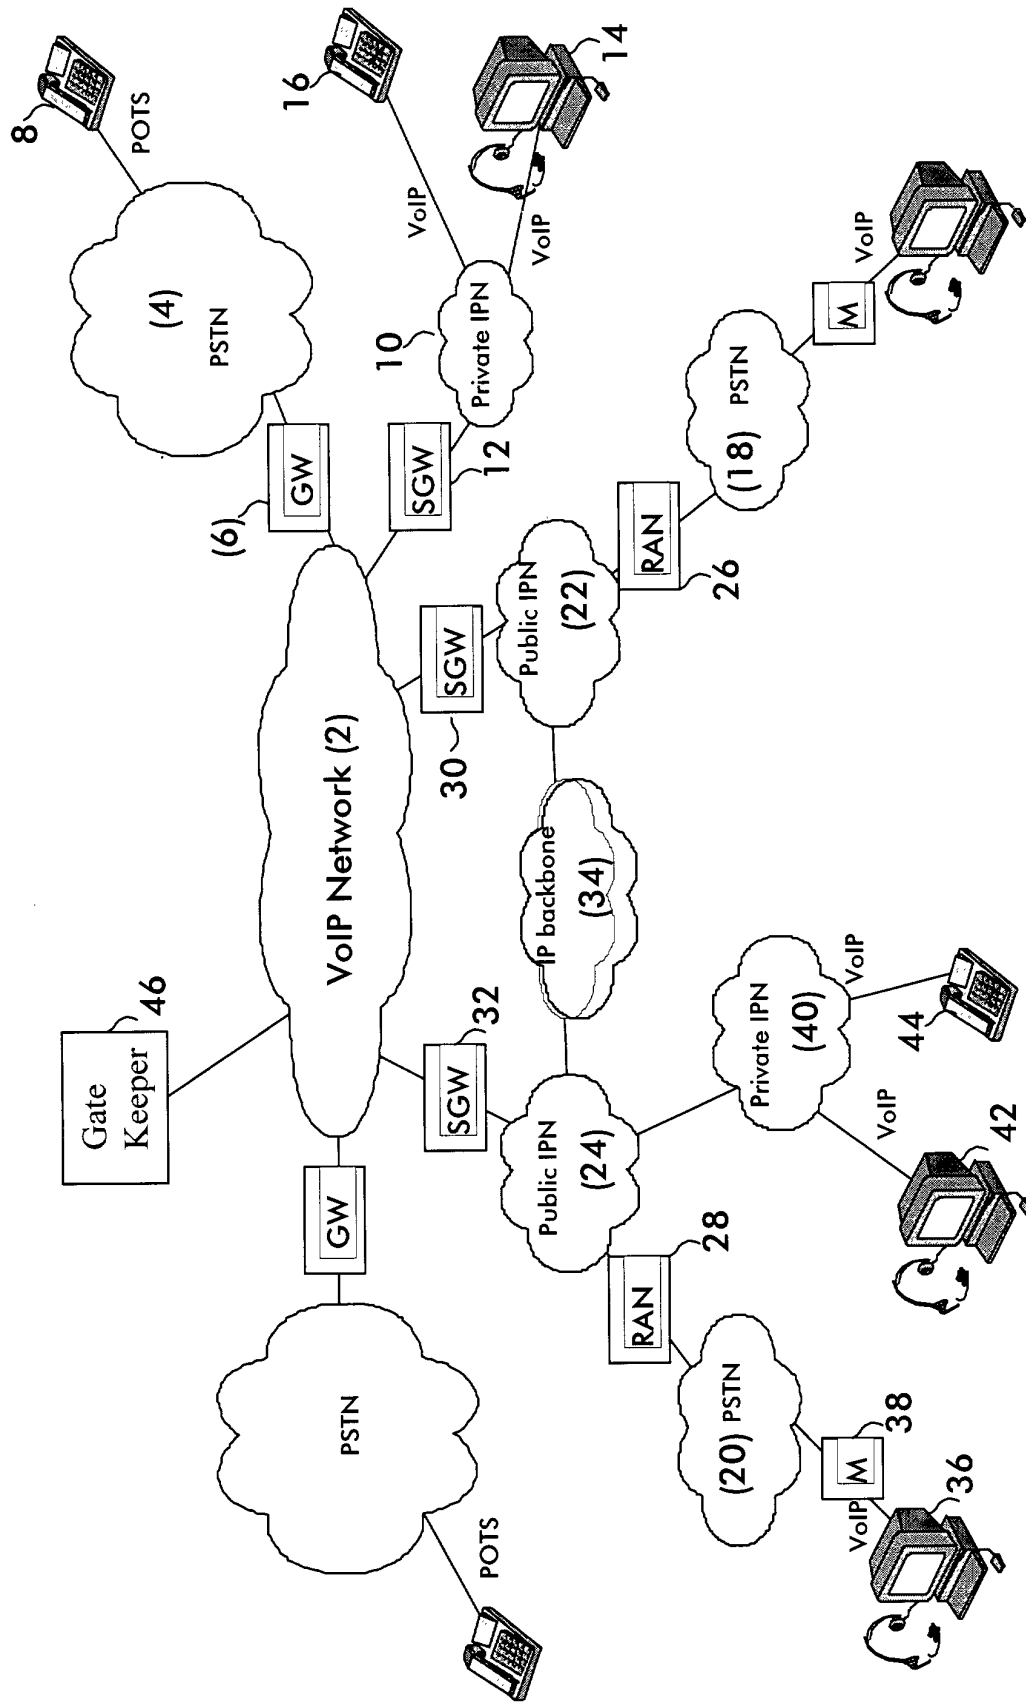 Gate
Keeper
46
VoIP Network (2)
GW
PSTN
POTS
GW
(6)
(4)
PSTN
8
POTS
SGW
12
10
Private IPN
VoIP
16
VoIP
14
SGW
30
SGW
32
Public IPN
(24)
IP backbone
(34)
Public IPN
(22)
RAN
28
RAN
26
(20) PSTN
M
38
VoIP
36
Private IPN
(40)
VoIP
42
VoIP
44
(18) PSTN
M
VoIP